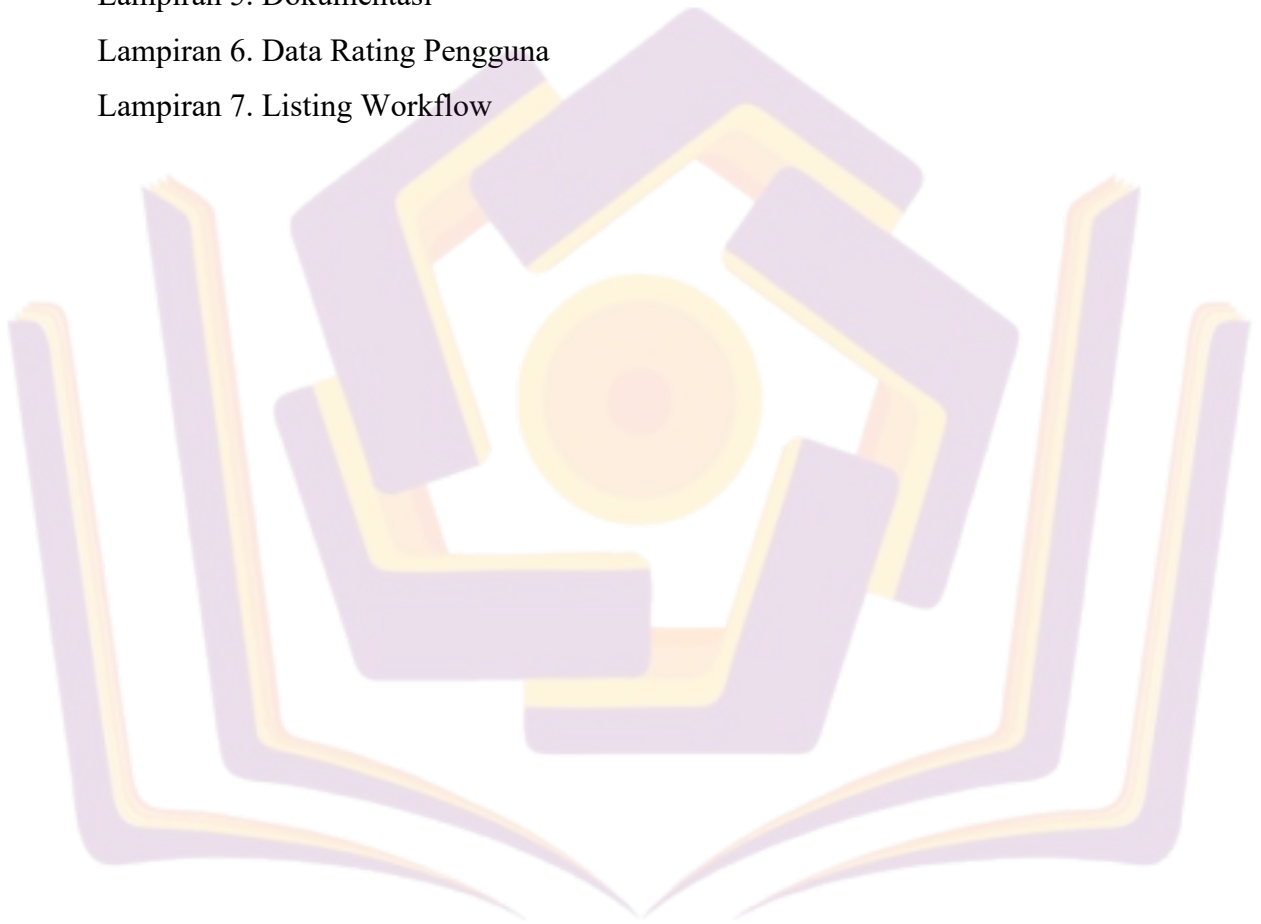 Lampiran 5. Dokumentasi
Lampiran 6. Data Rating Pengguna
Lampiran 7. Listing Workflow